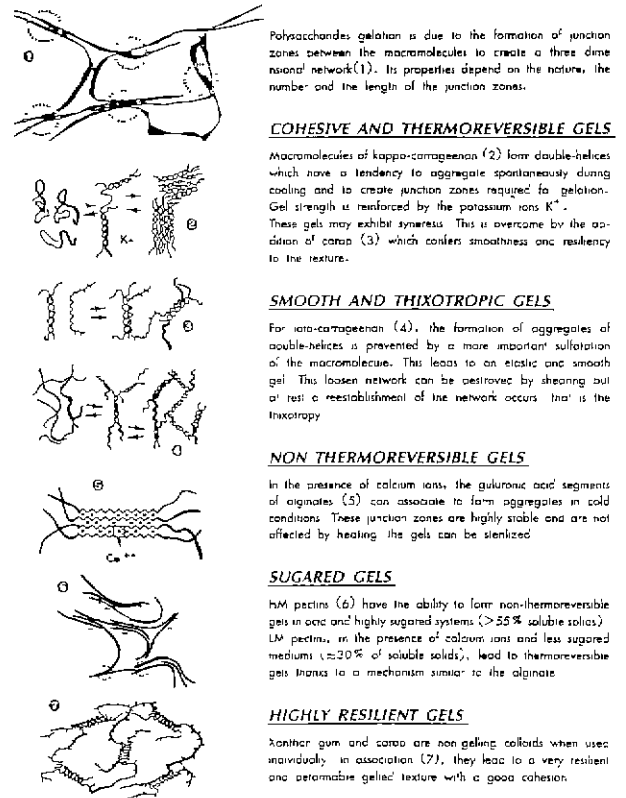 Polysaccharides gelation is due to the formation of junction
zones between the macromolecules to create a three dime
nsional network(1). Its properties depend on the nature, the
number and the length of the junction zones.
COHESIVE AND THERMOREVERSIBLE GELS
Macromolecules of kappa-carrageenan (2) form double-helices
which have a tendency to aggregate spontaneously during
cooling and to create junction zones required fo gelation.
Gel strength is reinforced by the potassium ions K+.
These gels may exhibit syneresis This is overcome by the ad-
dition of carob (3) which confers smoothness and resiliency
to the texture.
SMOOTH AND THIXOTROPIC GELS
For iota-carrageenan (4), the formation of aggregates of
double-helices is prevented by a more important sulfatation
of the macromolecule. This leads to an elastic and smooth
gel This loosen network can be destroyed by shearing but
at rest a reestablishment of the network occurs that is the
thixotropy
NON THERMOREVERSIBLE GELS
In the presence of calcium ions, the guluronic acid segments
of alginates (5) can associate to form aggregates in cold
conditions These junction zones are highly stable and are not
affected by heating the gels can be sterilized
SUGARED GELS
HM pectins (6) have the ability to form non-thermoreversible
gels in acid and highly sugared systems (>55% soluble solids)
LM pectins, in the presence of calcium ions and less sugared
mediums (≃30% of soluble solids), lead to thermoreversible
gels thanks to a mechanism similar to the alginate
HIGHLY RESILIENT GELS
Xanthan gum and carob are non gelling colloids when used
individually in association (7), they lead to a very resilient
and deformable gelled texture with a good cohesion
1
2
K+
3
4
5
Ca++
6
7